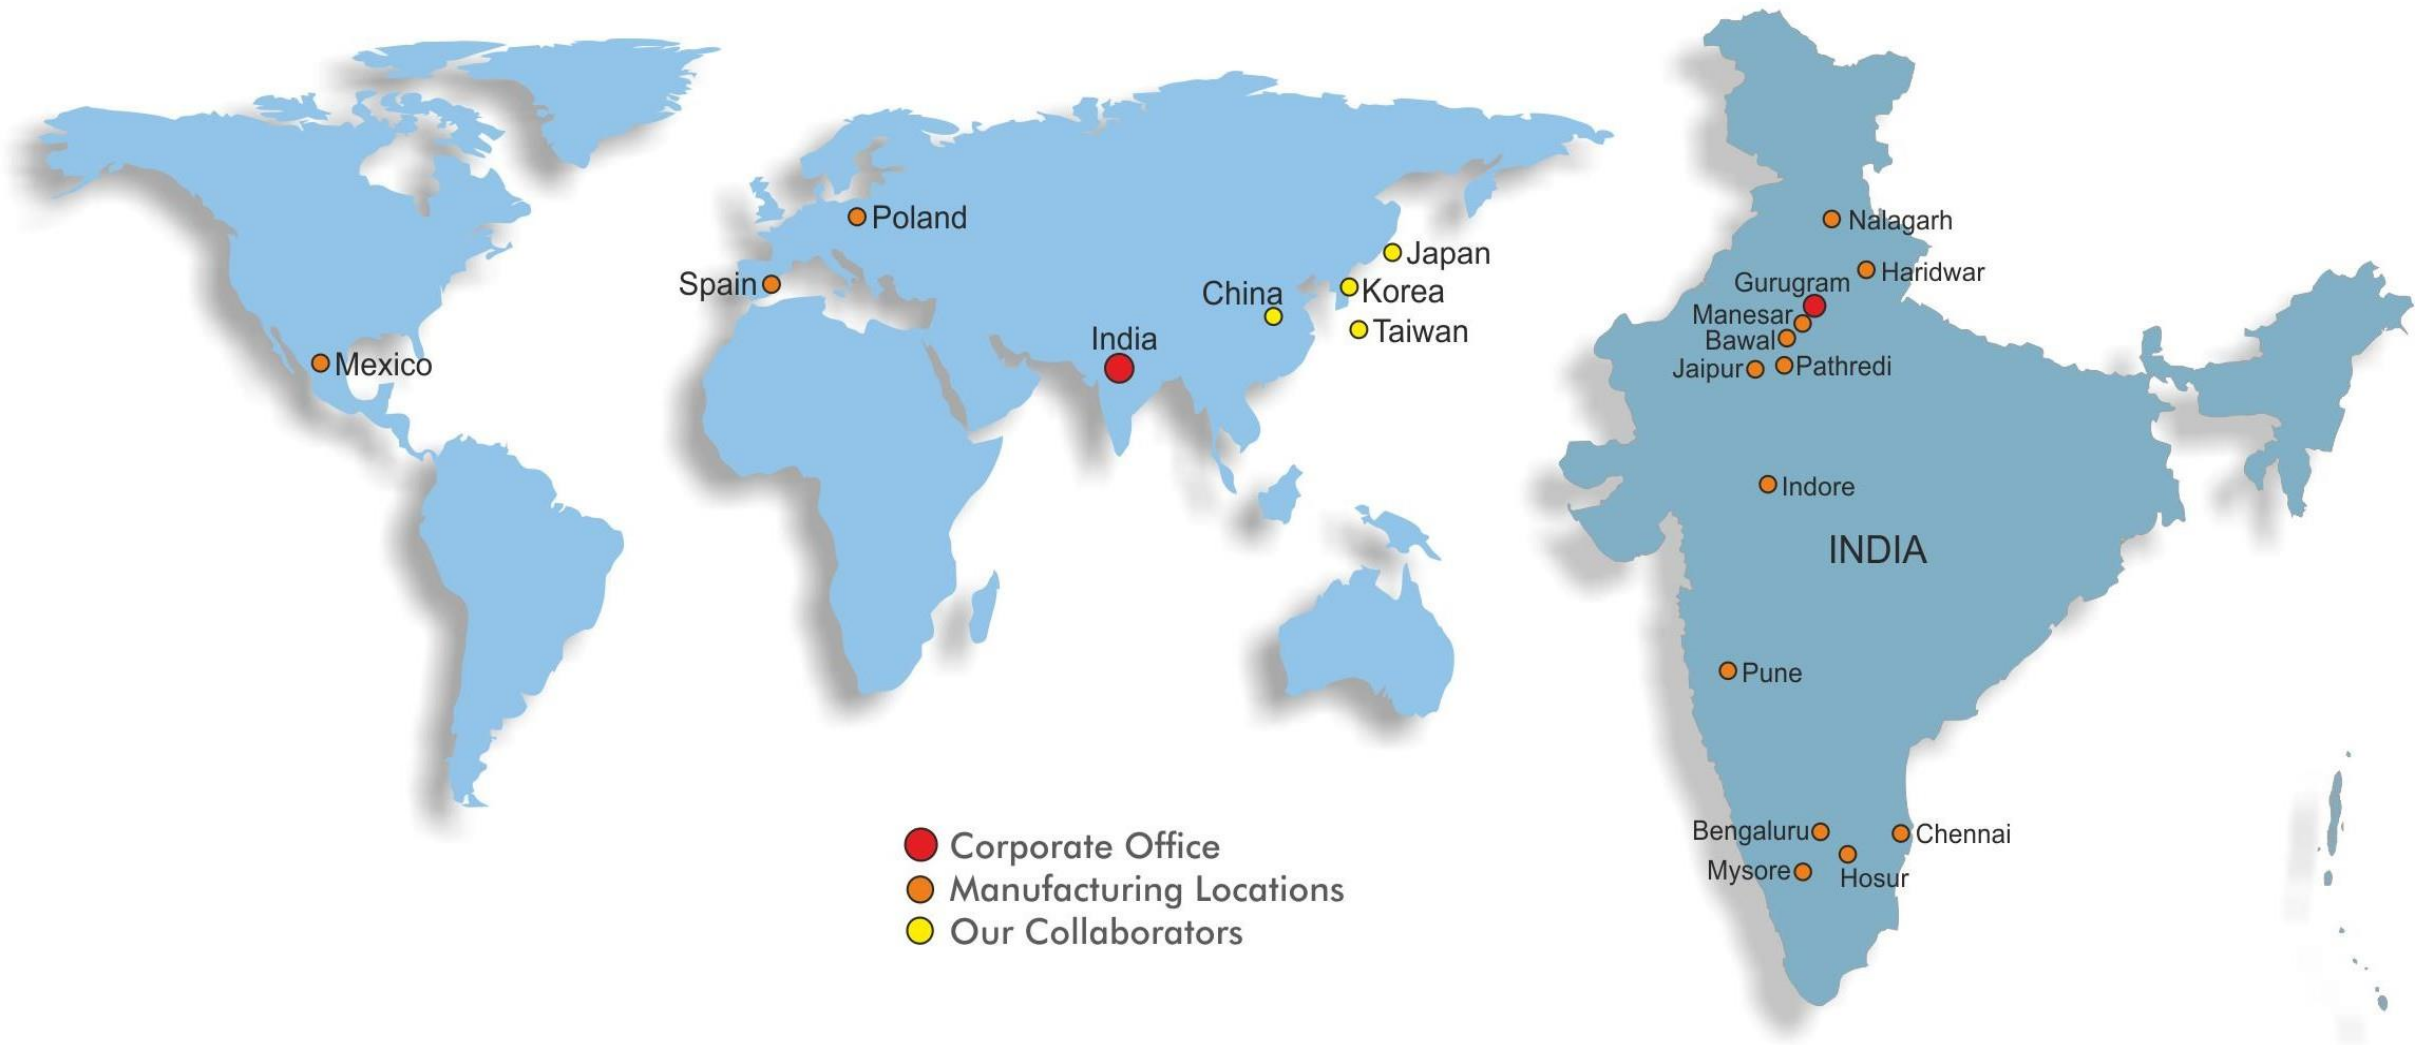 Poland
Spain
Mexico
Japan
China
Korea
Taiwan
India
Corporate Office
Manufacturing Locations
Our Collaborators
Nalagarh
Haridwar
Gurugram
Manesar
Bawal
Jaipur
Pathredi
Indore
INDIA
Pune
Bengaluru
Chennai
Mysore
Hosur